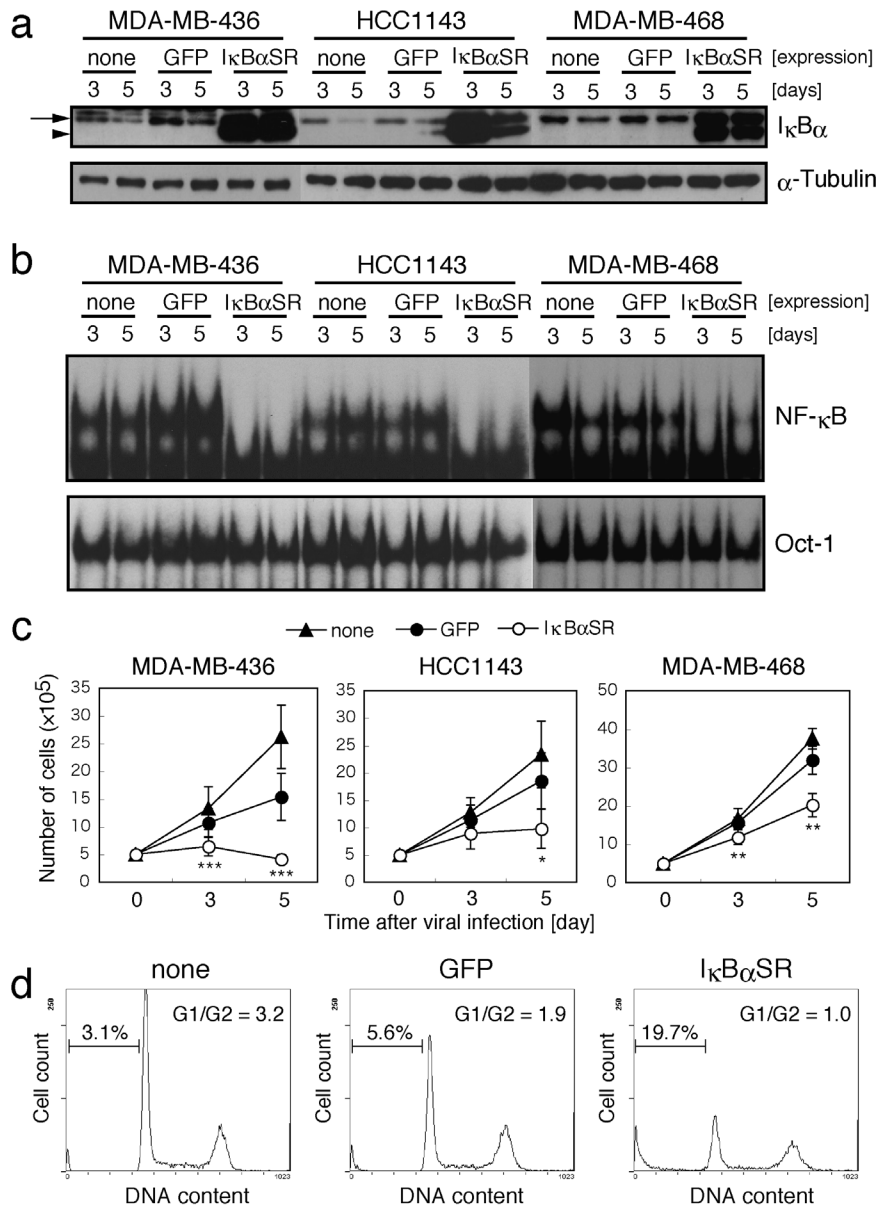 a
MDA-MB-436 HCC1143 MDA-MB-468
none GFP IκBαSR none GFP IκBαSR none GFP IκBαSR [expression]
3 5 3 5 3 5 3 5 3 5 3 5 3 5 3 5 3 5 [days]
IκBα
α-Tubulin
b
MDA-MB-436 HCC1143 MDA-MB-468
none GFP IκBαSR none GFP IκBαSR none GFP IκBαSR [expression]
3 5 3 5 3 5 3 5 3 5 3 5 3 5 3 5 3 5 [days]
NF-κB
Oct-1
c
none GFP IκBαSR
MDA-MB-436 HCC1143 MDA-MB-468
Number of cells (×10⁵)
35
30
25
20
15
10
5
0
*** ***
0 3 5
35
30
25
20
15
10
5
0
*
0 3 5
50
40
30
20
10
0
** **
0 3 5
Time after viral infection [day]
d
none GFP IκBαSR
250
Cell count
3.1%
G1/G2 = 3.2
1023
DNA content
250
Cell count
5.6%
G1/G2 = 1.9
1023
DNA content
250
Cell count
19.7%
G1/G2 = 1.0
1023
DNA content